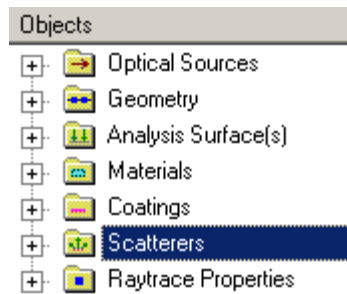 Objects
Optical Sources
Geometry
Analysis Surface(s)
Materials
Coatings
Scatterers
Raytrace Properties